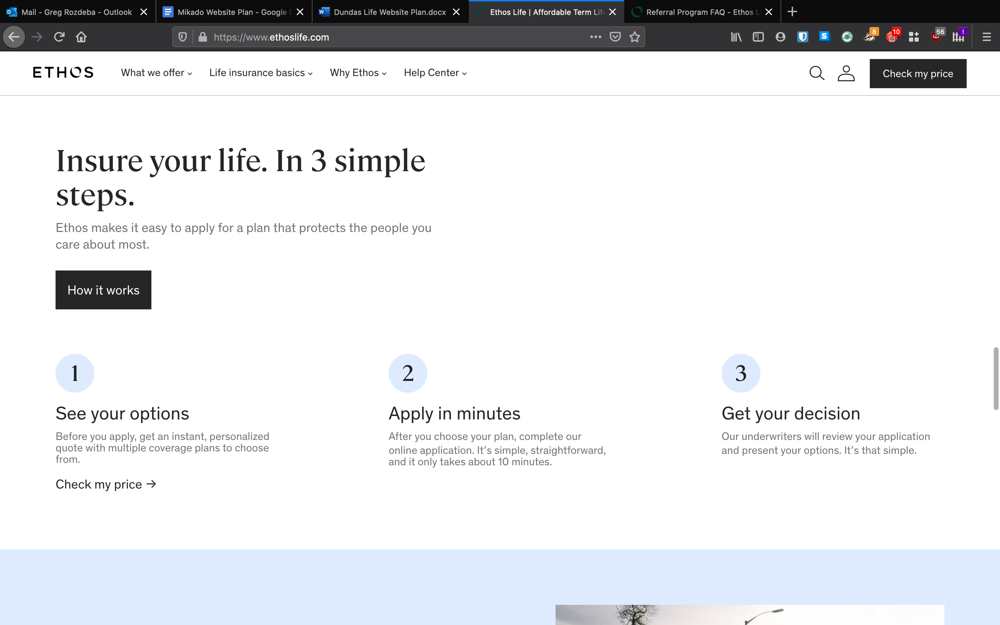 Mail - Greg Rozdeba - Outlook
Mikado Website Plan - Google
Dundas Life Website Plan.docx
Ethos Life | Affordable Term Life
Referral Program FAQ - Ethos L
https://www.ethoslife.com
8
10
56
!
ETHOS
What we offer
Life insurance basics
Why Ethos
Help Center
Check my price
Insure your life. In 3 simple
steps.
Ethos makes it easy to apply for a plan that protects the people you
care about most.
How it works
1
See your options
Before you apply, get an instant, personalized
quote with multiple coverage plans to choose
from.
Check my price →
2
Apply in minutes
After you choose your plan, complete our
online application. It’s simple, straightforward,
and it only takes about 10 minutes.
3
Get your decision
Our underwriters will review your application
and present your options. It’s that simple.